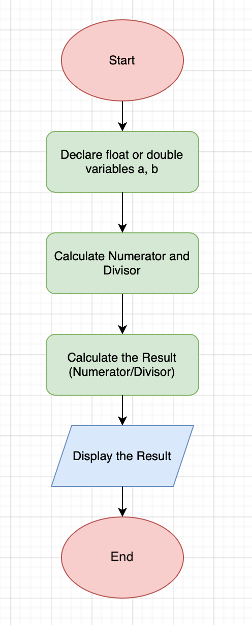 Start
Declare float or double
variables a, b
Calculate Numerator and
Divisor
Calculate the Result
(Numerator/Divisor)
Display the Result
End